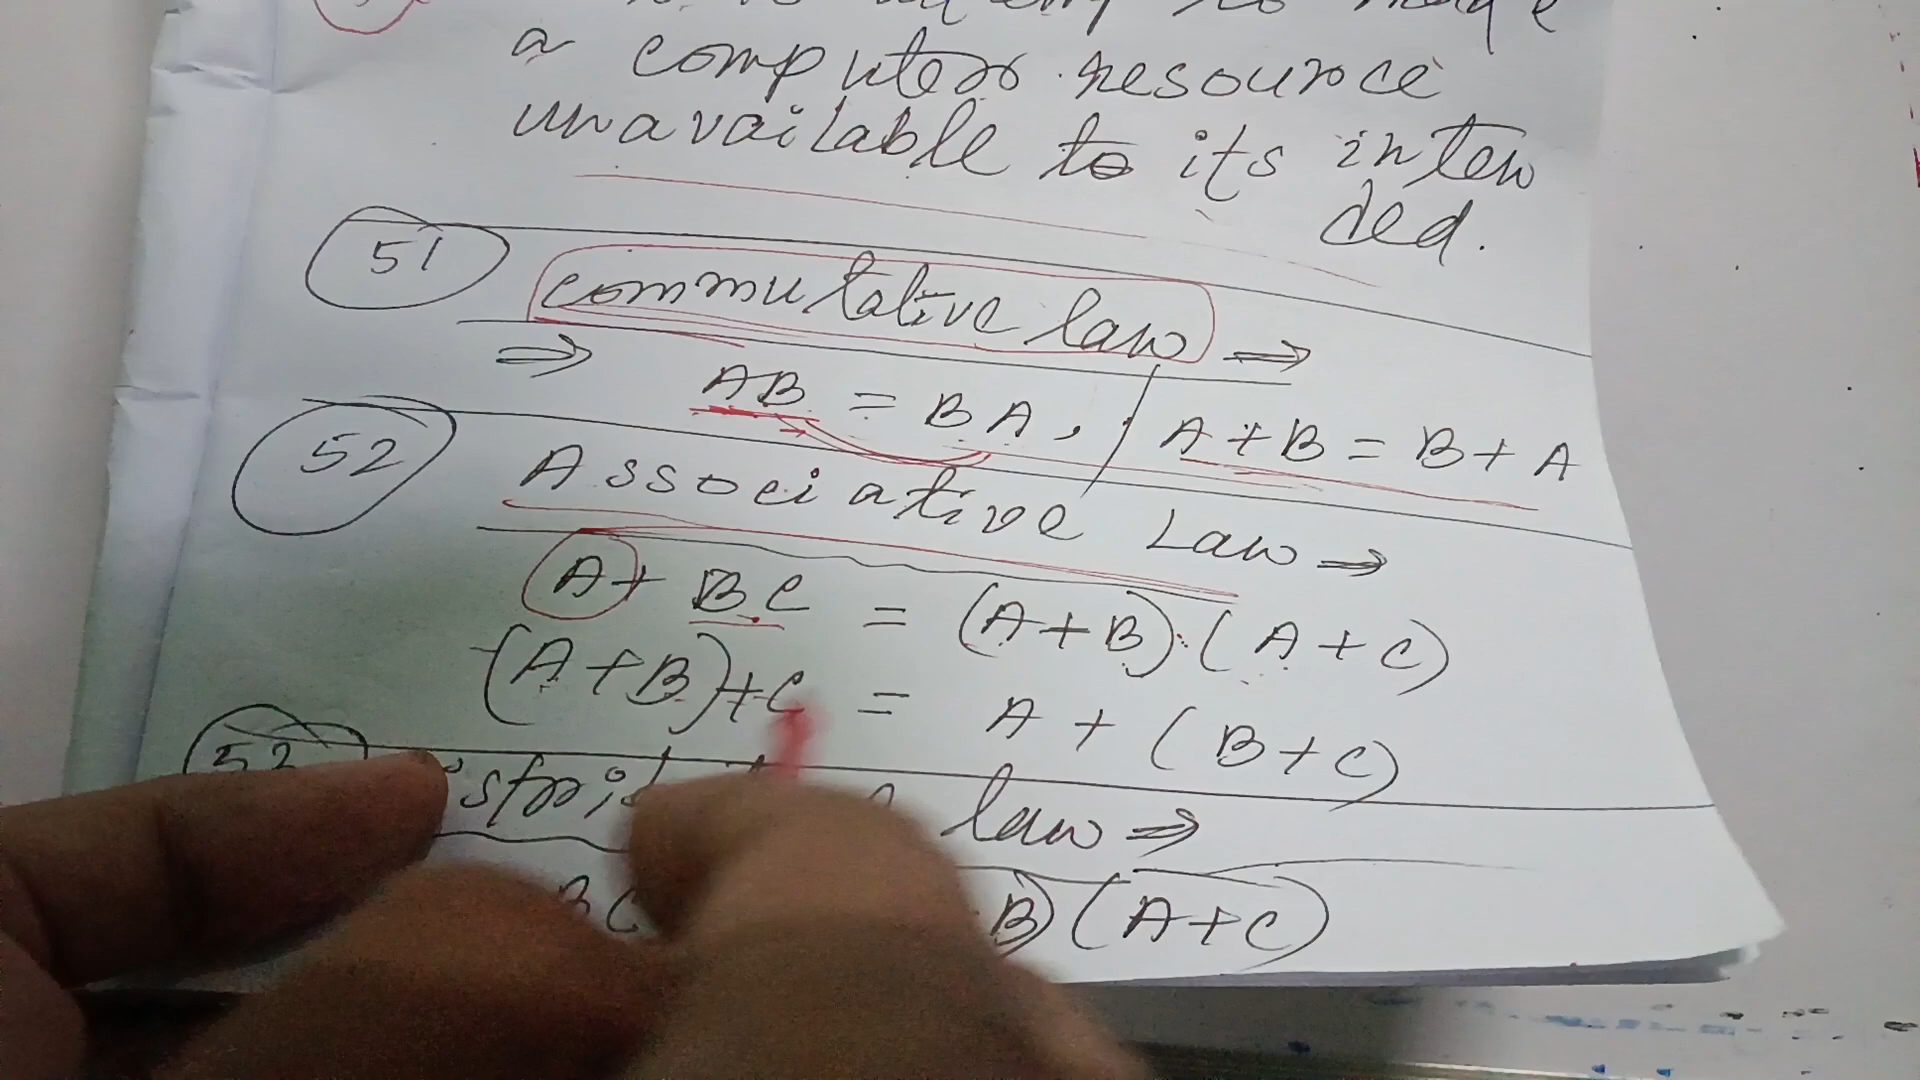 a computer resource
unavailable to its inten
ded.
51 commutative law →
⇒ AB = BA, / A+B = B+A
52 Associative Law ⇒
A + B.C = (A+B).(A+C)
(A+B)+C = A + (B+C)
law ⇒
BC B)(A+C)